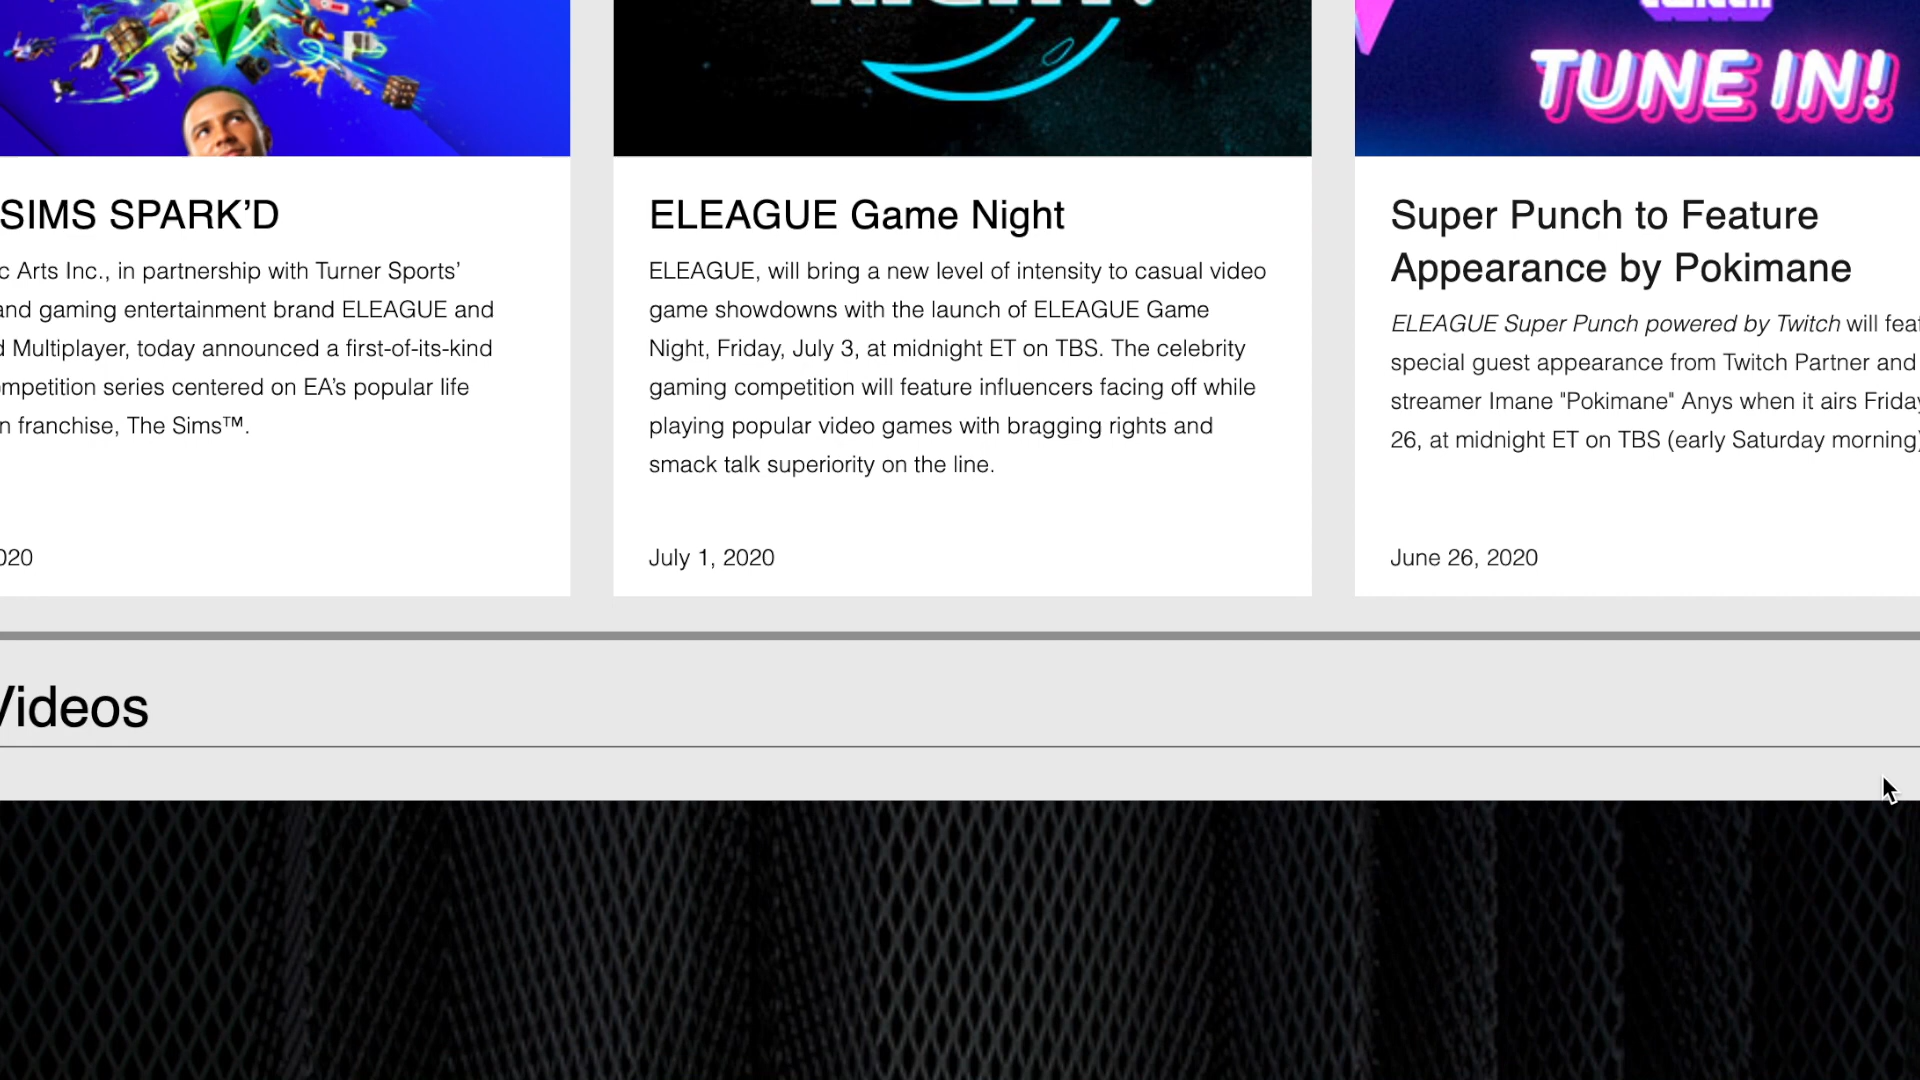 TUNE IN!
SIMS SPARK’D
c Arts Inc., in partnership with Turner Sports’
and gaming entertainment brand ELEAGUE and
d Multiplayer, today announced a first-of-its-kind
mpetition series centered on EA’s popular life
n franchise, The Sims™.
020
ELEAGUE Game Night
ELEAGUE, will bring a new level of intensity to casual video
game showdowns with the launch of ELEAGUE Game
Night, Friday, July 3, at midnight ET on TBS. The celebrity
gaming competition will feature influencers facing off while
playing popular video games with bragging rights and
smack talk superiority on the line.
July 1, 2020
Super Punch to Feature
Appearance by Pokimane
ELEAGUE Super Punch powered by Twitch will feat
special guest appearance from Twitch Partner and
streamer Imane "Pokimane" Anys when it airs Friday
26, at midnight ET on TBS (early Saturday morning)
June 26, 2020
Videos